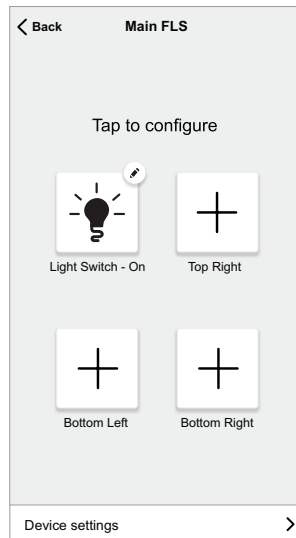 Back
Main FLS
Tap to configure
Light Switch - On
Top Right
Bottom Left
Bottom Right
Device settings